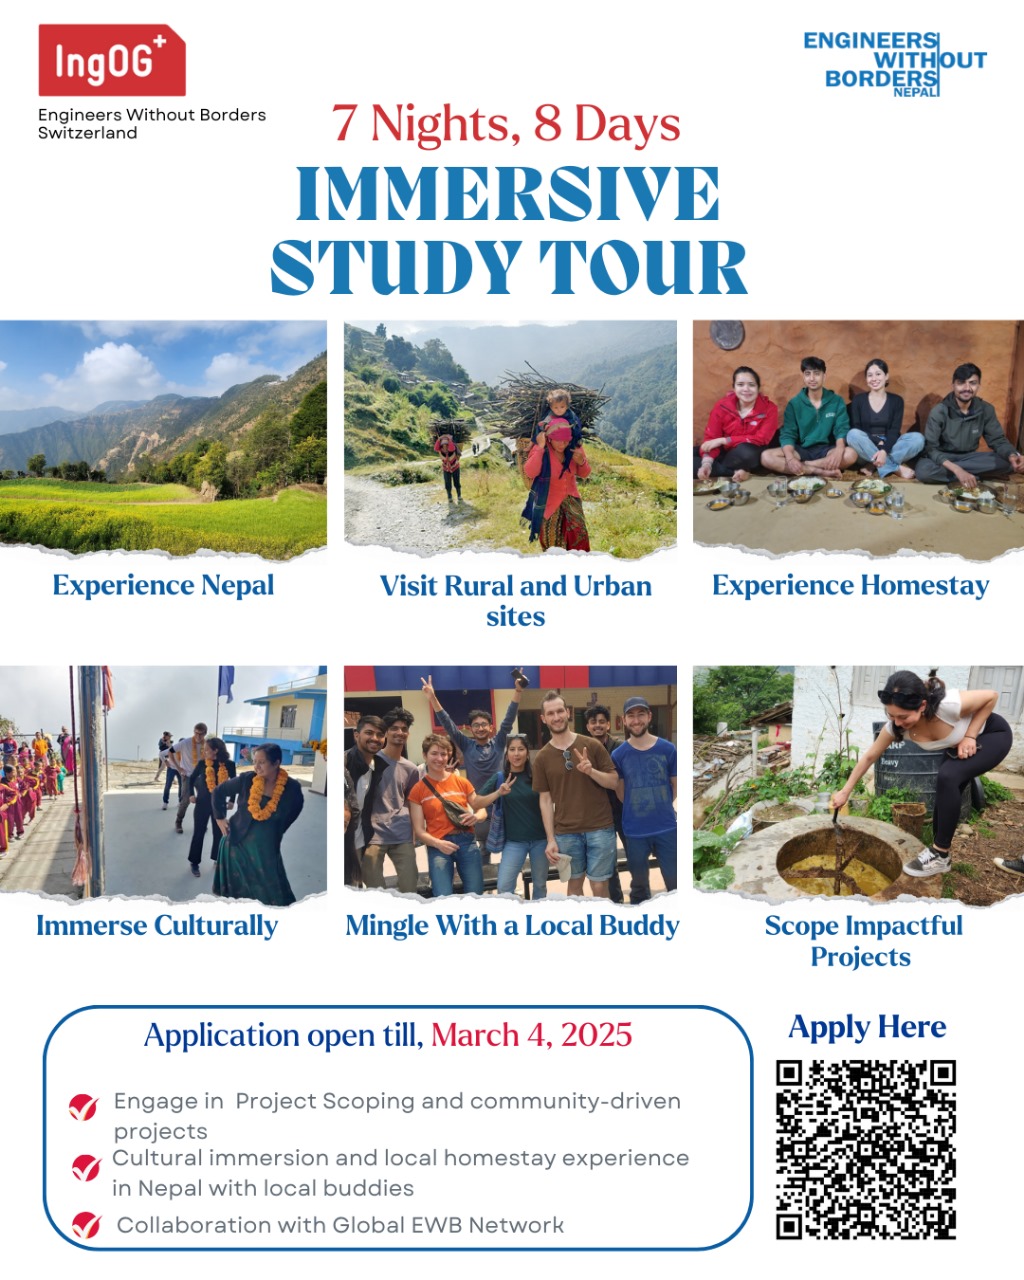 IngOG+
Engineers Without Borders
Switzerland
ENGINEERS
WITHOUT
BORDERS
NEPAL
7 Nights, 8 Days
IMMERSIVE
STUDY TOUR
Experience Nepal
Visit Rural and Urban
sites
Experience Homestay
Immerse Culturally
Mingle With a Local Buddy
Scope Impactful
Projects
Application open till, March 4, 2025
Engage in Project Scoping and community-driven
projects
Cultural immersion and local homestay experience
in Nepal with local buddies
Collaboration with Global EWB Network
Apply Here